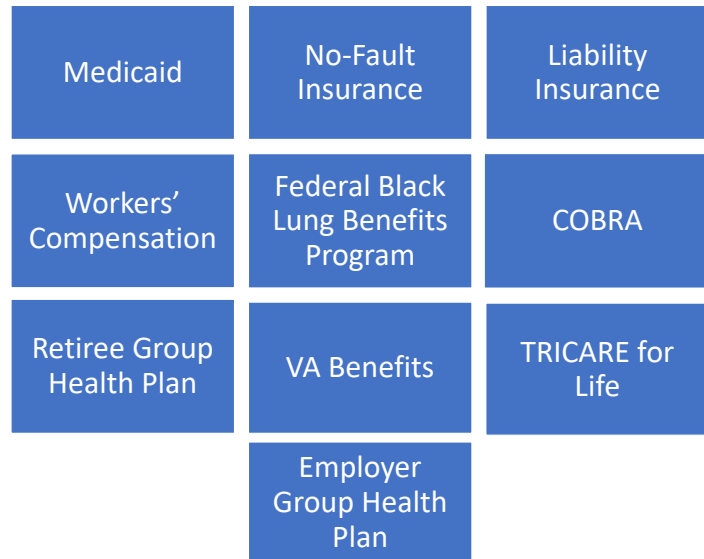 Medicaid
No-Fault
Insurance
Liability
Insurance
Workers’
Compensation
Federal Black
Lung Benefits
Program
COBRA
Retiree Group
Health Plan
VA Benefits
TRICARE for
Life
Employer
Group Health
Plan